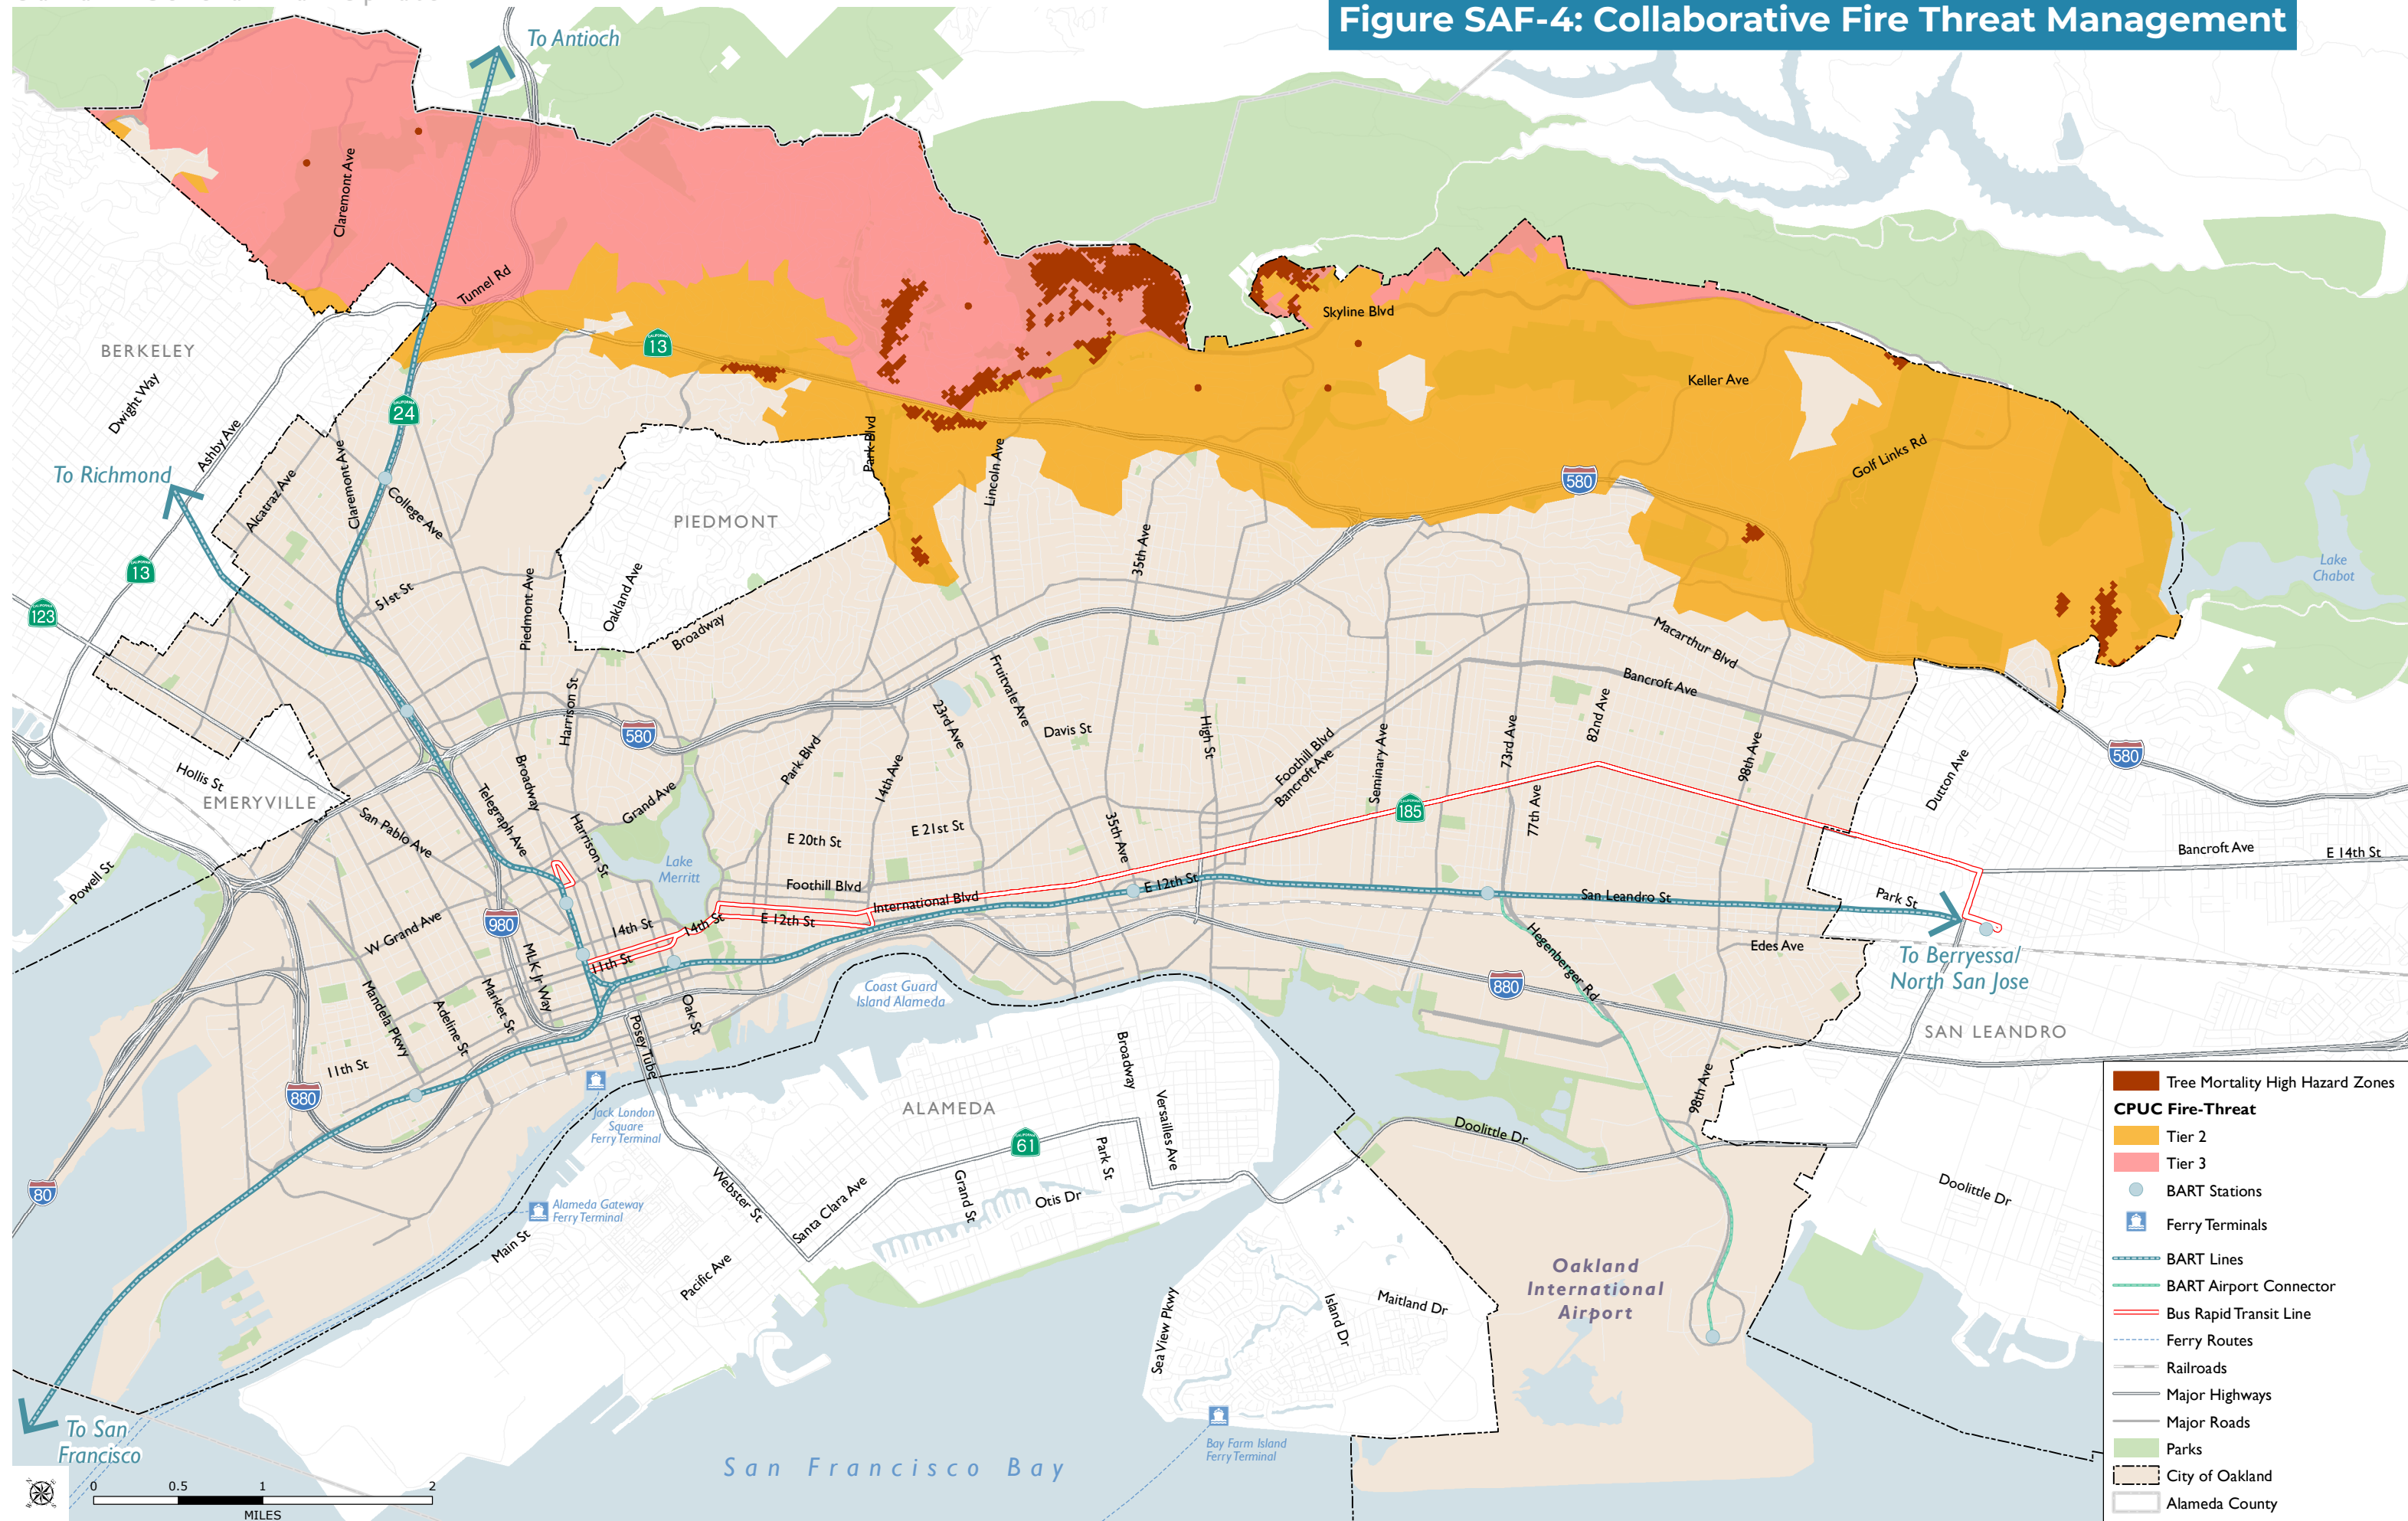 Figure SAF-4: Collaborative Fire Threat Management
To Antioch
Claremont Ave
Tunnel Rd
BERKELEY
Dwight Way
Ashby Ave
To Richmond
Alcatraz Ave
Claremont Ave
College Ave
24
13
13
123
51st St
PIEDMONT
Piedmont Ave
Oakland Ave
Broadway
Park Blvd
Lincoln Ave
35th Ave
Skyline Blvd
Keller Ave
Golf Links Rd
580
Lake
Chabot
Macarthur Blvd
Bancroft Ave
Fruitvale Ave
23rd Ave
Davis St
High St
Foothill Blvd
Bancroft Ave
Seminary Ave
73rd Ave
82nd Ave
98th Ave
77th Ave
185
Dutton Ave
580
Bancroft Ave
E 14th St
Park St
Hollis St
EMERYVILLE
San Pablo Ave
Telegraph Ave
Broadway
Harrison St
580
Grand Ave
Harrison St
Lake
Merritt
Park Blvd
14th Ave
E 20th St
E 21st St
35th Ave
Foothill Blvd
International Blvd
E 12th St
E 12th St
San Leandro St
Powell St
W Grand Ave
980
MLK Jr Way
14th St
14th St
11th St
Mandela Pkwy
Adeline St
Market St
Oak St
Posey Tube
11th St
880
80
Coast Guard
Island Alameda
Hegenberger Rd
Edes Ave
880
To Berryessa/
North San Jose
SAN LEANDRO
98th Ave
Jack London
Square
Ferry Terminal
Alameda Gateway
Ferry Terminal
Main St
Pacific Ave
Webster St
Santa Clara Ave
ALAMEDA
61
Broadway
Versailles Ave
Park St
Grand St
Otis Dr
Doolittle Dr
Doolittle Dr
Oakland
International
Airport
Sea View Pkwy
Island Dr
Maitland Dr
Bay Farm Island
Ferry Terminal
San Francisco Bay
To San
Francisco
0 0.5 1 2
MILES
Tree Mortality High Hazard Zones
CPUC Fire-Threat
Tier 2
Tier 3
BART Stations
Ferry Terminals
BART Lines
BART Airport Connector
Bus Rapid Transit Line
Ferry Routes
Railroads
Major Highways
Major Roads
Parks
City of Oakland
Alameda County